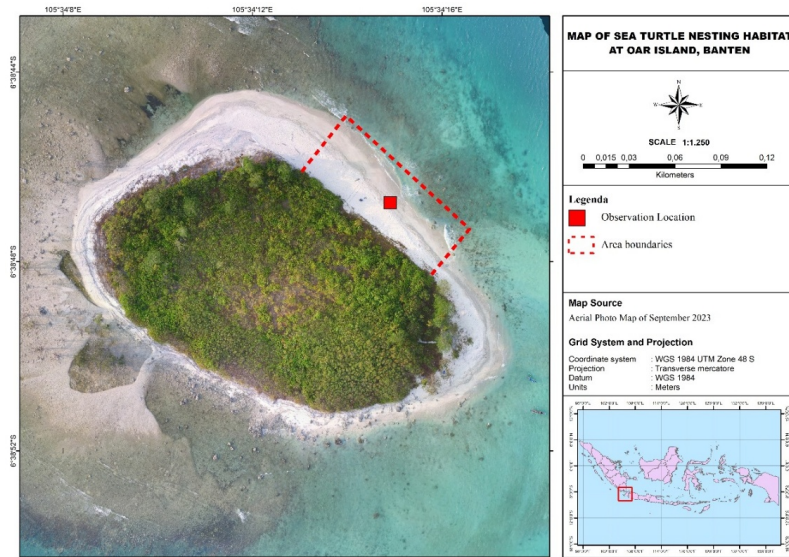 105°34'8"E
105°34'12"E
105°34'16"E
6°38'44"S
6°38'48"S
6°38'52"S
MAP OF SEA TURTLE NESTING HABITAT
AT OAR ISLAND, BANTEN
N
W
E
S
SCALE 1:1.250
0 0,015 0,03 0,06 0,09 0,12
Kilometers
Legenda
Observation Location
Area boundaries
Map Source
Aerial Photo Map of September 2023
Grid System and Projection
Coordinate system : WGS 1984 UTM Zone 48 S
Projection : Transverse mercatore
Datum : WGS 1984
Units : Meters